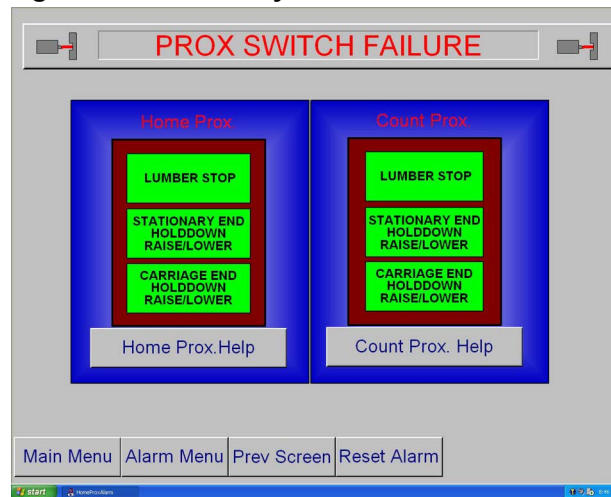 PROX SWITCH FAILURE
Home Prox.
LUMBER STOP
STATIONARY END
HOLDDOWN
RAISE/LOWER
CARRIAGE END
HOLDDOWN
RAISE/LOWER
Home Prox.Help
Count Prox.
LUMBER STOP
STATIONARY END
HOLDDOWN
RAISE/LOWER
CARRIAGE END
HOLDDOWN
RAISE/LOWER
Count Prox. Help
Main Menu
Alarm Menu
Prev Screen
Reset Alarm
start
HomeProxAlarm